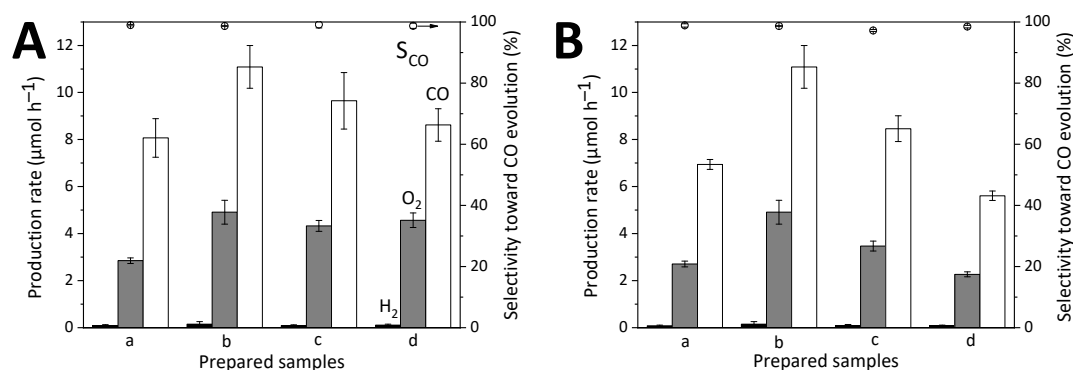 A
Production rate (μmol h⁻¹)
12
10
8
6
4
2
0
S_CO
CO
O₂
H₂
100
80
60
40
20
0
Selectivity toward CO evolution (%)
a b c d
Prepared samples
B
Production rate (μmol h⁻¹)
12
10
8
6
4
2
0
100
80
60
40
20
0
Selectivity toward CO evolution (%)
a b c d
Prepared samples